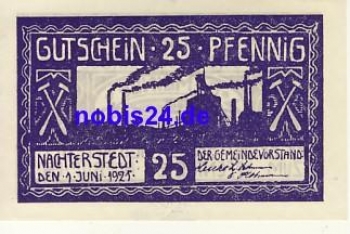 GUTSCHEIN · 25 · PFENNIG
nobis24.de
NACHTERSTEDT:
DEN 1 JUNI 1921
25
DER GEMEINDEVORSTAND: